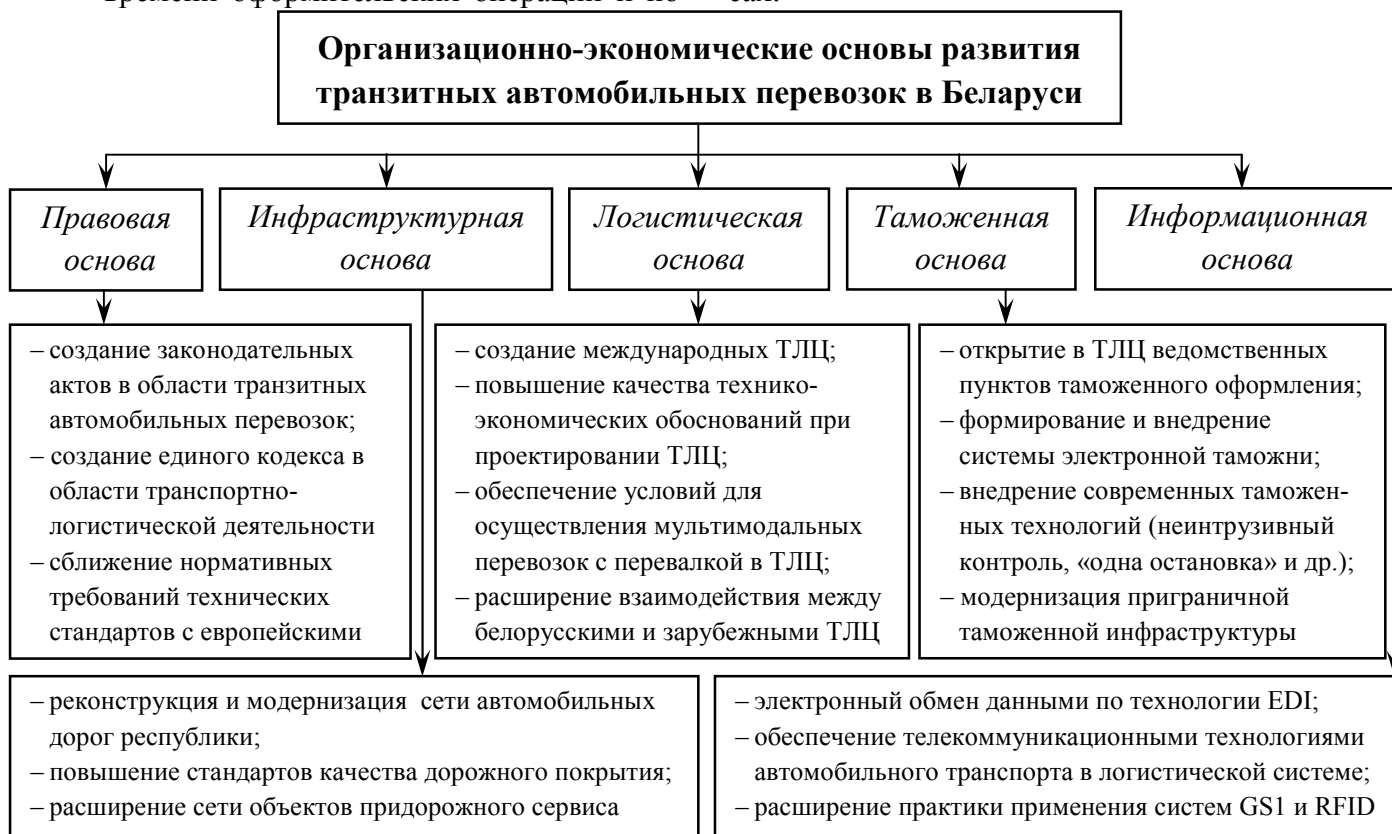 Организационно-экономические основы развития
транзитных автомобильных перевозок в Беларуси
Правовая
основа
Инфраструктурная
основа
Логистическая
основа
Таможенная
основа
Информационная
основа
– создание законодательных
актов в области транзитных
автомобильных перевозок;
– создание единого кодекса в
области транспортно-
логистической деятельности
– сближение нормативных
требований технических
стандартов с европейскими
– создание международных ТЛЦ;
– повышение качества технико-
экономических обоснований при
проектировании ТЛЦ;
– обеспечение условий для
осуществления мультимодальных
перевозок с перевалкой в ТЛЦ;
– расширение взаимодействия между
белорусскими и зарубежными ТЛЦ
– открытие в ТЛЦ ведомственных
пунктов таможенного оформления;
– формирование и внедрение
системы электронной таможни;
– внедрение современных таможен-
ных технологий (неинтрузивный
контроль, «одна остановка» и др.);
– модернизация приграничной
таможенной инфраструктуры
– реконструкция и модернизация сети автомобильных
дорог республики;
– повышение стандартов качества дорожного покрытия;
– расширение сети объектов придорожного сервиса
– электронный обмен данными по технологии EDI;
– обеспечение телекоммуникационными технологиями
автомобильного транспорта в логистической системе;
– расширение практики применения систем GS1 и RFID